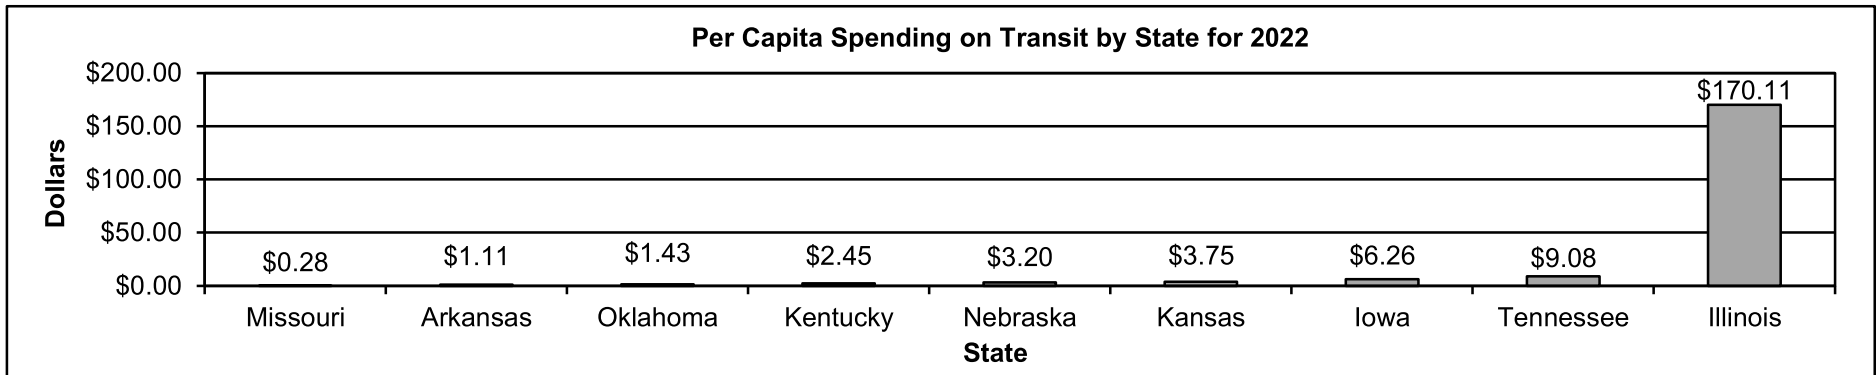 Per Capita Spending on Transit by State for 2022
Dollars
$200.00
$150.00
$100.00
$50.00
$0.00
$0.28
$1.11
$1.43
$2.45
$3.20
$3.75
$6.26
$9.08
$170.11
Missouri
Arkansas
Oklahoma
Kentucky
Nebraska
Kansas
Iowa
Tennessee
Illinois
State